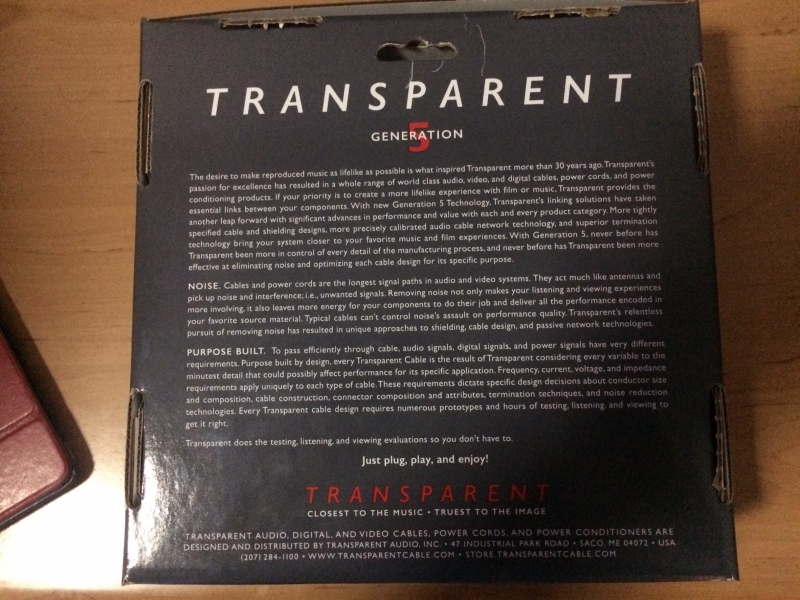 TRANSPARENT
GENERATION
5
The desire to make reproduced music as lifelike as possible is what inspired Transparent more than 30 years ago. Transparent's
passion for excellence has resulted in a whole range of world class audio, video, and digital cables, power cords, and power
conditioning products. If your priority is to create a more lifelike experience with film or music, Transparent provides the
essential links between your components. With new Generation 5 Technology, Transparent's linking solutions have taken
another leap forward with significant advances in performance and value with each and every product category. More tightly
specified cable and shielding designs, more precisely calibrated audio cable network technology, and superior termination
technology bring your system closer to your favorite music and film experiences. With Generation 5, never before has
Transparent been more in control of every detail of the manufacturing process, and never before has Transparent been more
effective at eliminating noise and optimizing each cable design for its specific purpose.
NOISE. Cables and power cords are the longest signal paths in audio and video systems. They act much like antennas and
pick up noise and interference; i.e., unwanted signals. Removing noise not only makes your listening and viewing experiences
more involving, it also leaves more energy for your components to do their job and deliver all the performance encoded in
your favorite source material. Typical cables can't control noise's assault on performance quality. Transparent's relentless
pursuit of removing noise has resulted in unique approaches to shielding, cable design, and passive network technologies.
PURPOSE BUILT. To pass efficiently through cable, audio signals, digital signals, and power signals have very different
requirements. Purpose built by design, every Transparent Cable is the result of Transparent considering every variable to the
minutest detail that could possibly affect performance for its specific application. Frequency, current, voltage, and impedance
requirements apply uniquely to each type of cable. These requirements dictate specific design decisions about conductor size
and composition, cable construction, connector composition and attributes, termination techniques, and noise reduction
technologies. Every Transparent cable design requires numerous prototypes and hours of testing, listening, and viewing to
get it right.
Transparent does the testing, listening, and viewing evaluations so you don't have to.
Just plug, play, and enjoy!
TRANSPARENT
CLOSEST TO THE MUSIC • TRUEST TO THE IMAGE
TRANSPARENT AUDIO, DIGITAL, AND VIDEO CABLES, POWER CORDS, AND POWER CONDITIONERS ARE
DESIGNED AND DISTRIBUTED BY TRANSPARENT AUDIO, INC. • 47 INDUSTRIAL PARK ROAD • SACO, ME 04072 • USA
(207) 284-1100 • WWW.TRANSPARENTCABLE.COM • STORE.TRANSPARENTCABLE.COM